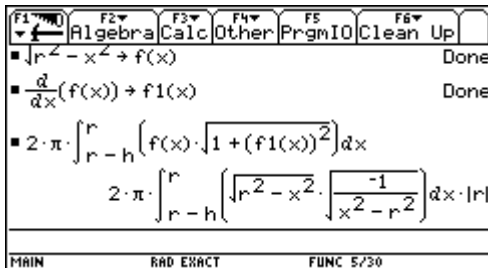 F1 F2 F3 F4 F5 F6
Algebra Calc Other PrgmIO Clean Up
√r² − x² → f(x) Done
d/dx(f(x)) → f1(x) Done
2·π·∫ from r − h to r (f(x)·√(1 + (f1(x))²))dx
2·π·∫ from r − h to r (√(r² − x²)·√(-1/(x² − r²)))dx·|r|
MAIN RAD EXACT FUNC 5/30